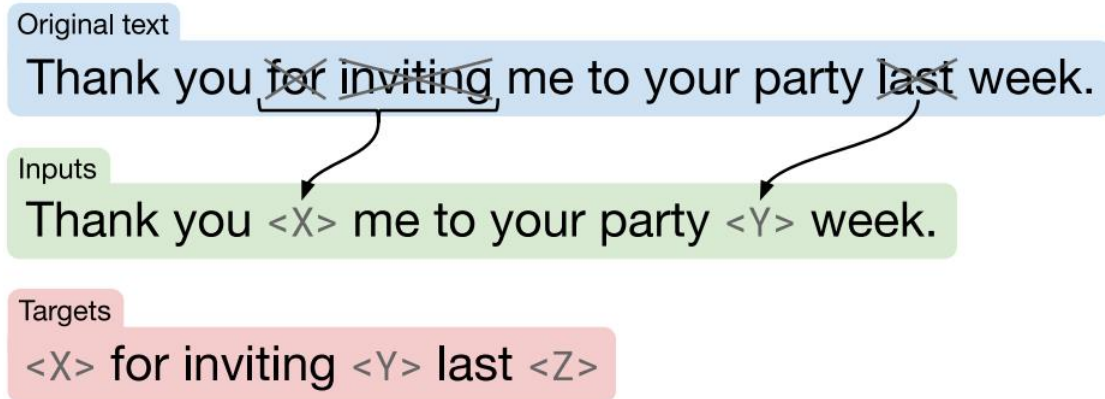 Original text
Thank you for inviting me to your party last week.
Inputs
Thank you <X> me to your party <Y> week.
Targets
<X> for inviting <Y> last <Z>